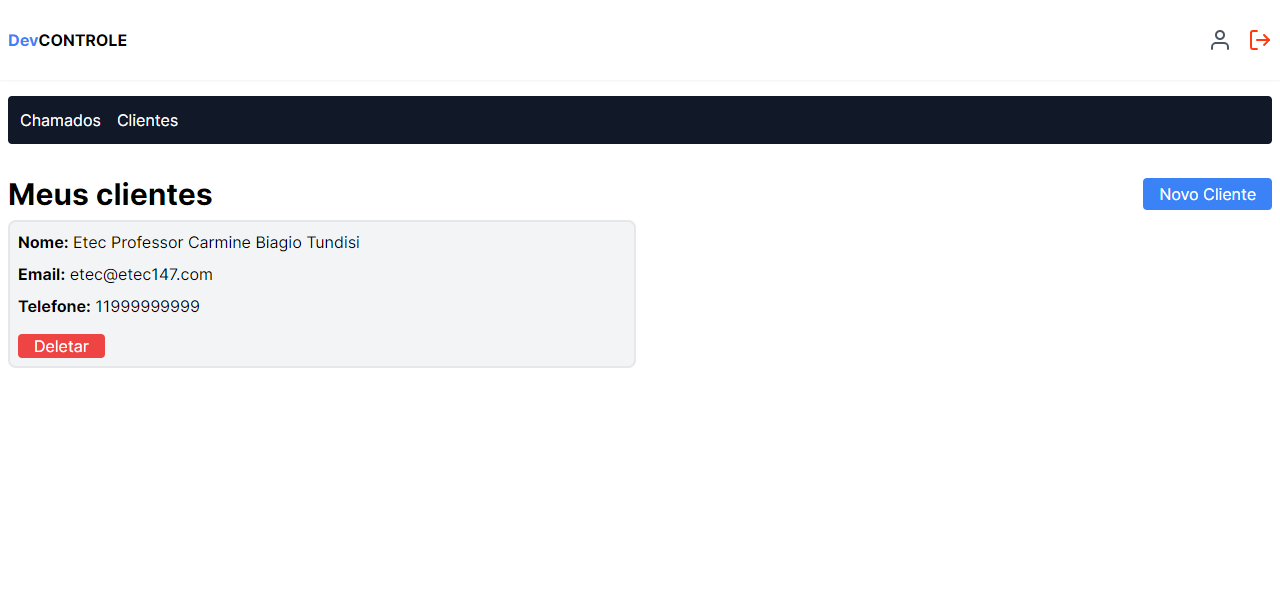 DevCONTROLE
Chamados Clientes
Meus clientes
Novo Cliente
Nome: Etec Professor Carmine Biagio Tundisi
Email: etec@etec147.com
Telefone: 11999999999
Deletar